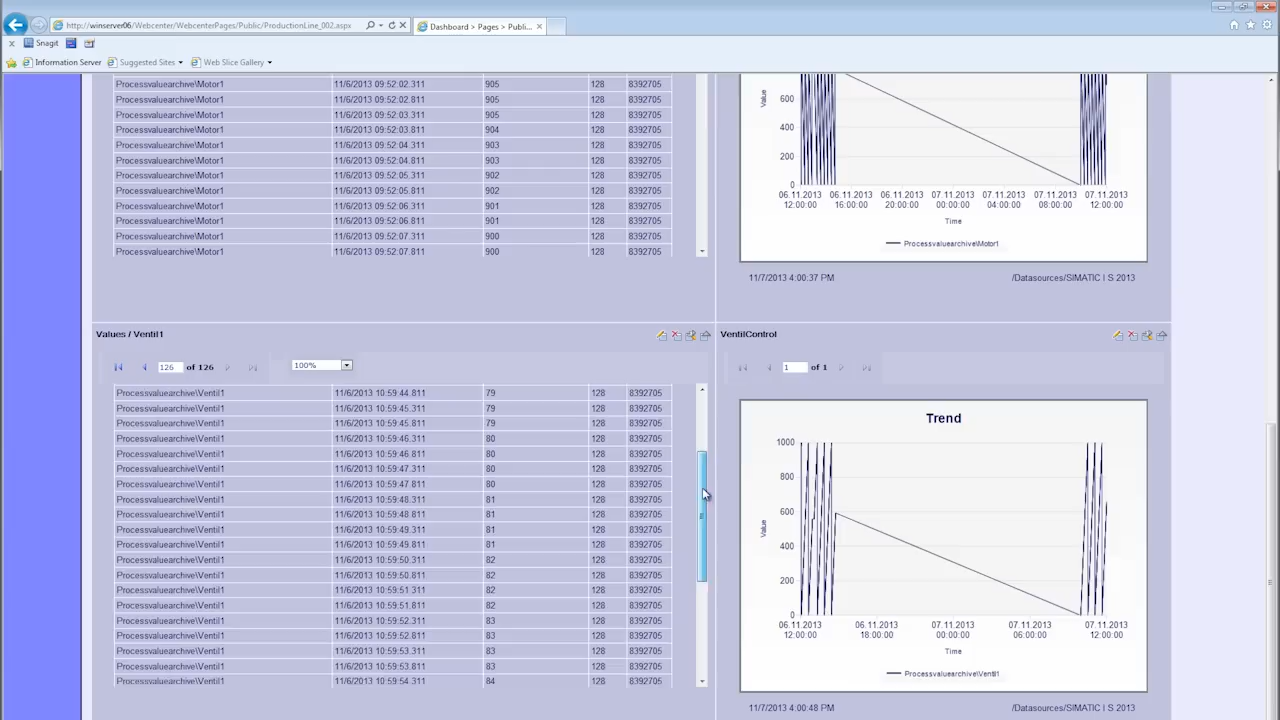 http://winserver06/Webcenter/WebcenterPages/Public/ProductionLine_002.aspx
Dashboard > Pages > Publi...
x Snagit
Information Server Suggested Sites Web Slice Gallery
Processvaluearchive\Motor1 11/6/2013 09:52:02.311 905 128 8392705
Processvaluearchive\Motor1 11/6/2013 09:52:02.811 905 128 8392705
Processvaluearchive\Motor1 11/6/2013 09:52:03.311 905 128 8392705
Processvaluearchive\Motor1 11/6/2013 09:52:03.811 904 128 8392705
Processvaluearchive\Motor1 11/6/2013 09:52:04.311 903 128 8392705
Processvaluearchive\Motor1 11/6/2013 09:52:04.811 903 128 8392705
Processvaluearchive\Motor1 11/6/2013 09:52:05.311 902 128 8392705
Processvaluearchive\Motor1 11/6/2013 09:52:05.811 902 128 8392705
Processvaluearchive\Motor1 11/6/2013 09:52:06.311 901 128 8392705
Processvaluearchive\Motor1 11/6/2013 09:52:06.811 901 128 8392705
Processvaluearchive\Motor1 11/6/2013 09:52:07.311 900 128 8392705
Processvaluearchive\Motor1 11/6/2013 09:52:07.811 900 128 8392705
Value
600
400
200
0
06.11.2013 06.11.2013 06.11.2013 07.11.2013 07.11.2013 07.11.2013 07.11.2013
12:00:00 16:00:00 20:00:00 00:00:00 04:00:00 08:00:00 12:00:00
Time
Processvaluearchive\Motor1
11/7/2013 4:00:37 PM /Datasources/SIMATIC I S 2013
Values / Ventil1
126 of 126 100%
Processvaluearchive\Ventil1 11/6/2013 10:59:44.811 79 128 8392705
Processvaluearchive\Ventil1 11/6/2013 10:59:45.311 79 128 8392705
Processvaluearchive\Ventil1 11/6/2013 10:59:45.811 79 128 8392705
Processvaluearchive\Ventil1 11/6/2013 10:59:46.311 80 128 8392705
Processvaluearchive\Ventil1 11/6/2013 10:59:46.811 80 128 8392705
Processvaluearchive\Ventil1 11/6/2013 10:59:47.311 80 128 8392705
Processvaluearchive\Ventil1 11/6/2013 10:59:47.811 80 128 8392705
Processvaluearchive\Ventil1 11/6/2013 10:59:48.311 81 128 8392705
Processvaluearchive\Ventil1 11/6/2013 10:59:48.811 81 128 8392705
Processvaluearchive\Ventil1 11/6/2013 10:59:49.311 81 128 8392705
Processvaluearchive\Ventil1 11/6/2013 10:59:49.811 81 128 8392705
Processvaluearchive\Ventil1 11/6/2013 10:59:50.311 82 128 8392705
Processvaluearchive\Ventil1 11/6/2013 10:59:50.811 82 128 8392705
Processvaluearchive\Ventil1 11/6/2013 10:59:51.311 82 128 8392705
Processvaluearchive\Ventil1 11/6/2013 10:59:51.811 82 128 8392705
Processvaluearchive\Ventil1 11/6/2013 10:59:52.311 83 128 8392705
Processvaluearchive\Ventil1 11/6/2013 10:59:52.811 83 128 8392705
Processvaluearchive\Ventil1 11/6/2013 10:59:53.311 83 128 8392705
Processvaluearchive\Ventil1 11/6/2013 10:59:53.811 83 128 8392705
Processvaluearchive\Ventil1 11/6/2013 10:59:54.311 84 128 8392705
VentilControl
1 of 1
Trend
Value
1000
800
600
400
200
0
06.11.2013 06.11.2013 07.11.2013 07.11.2013 07.11.2013
12:00:00 18:00:00 00:00:00 06:00:00 12:00:00
Time
Processvaluearchive\Ventil1
11/7/2013 4:00:48 PM /Datasources/SIMATIC I S 2013